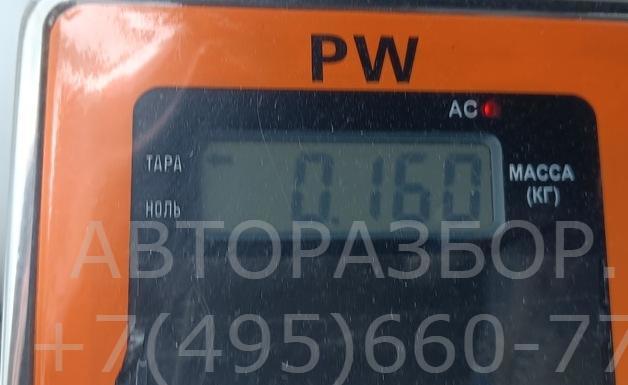 PW
AC
ТАРА
0.160
МАССА
(КГ)
НОЛЬ
АВТОРАЗБОР.
+7(495)660-77